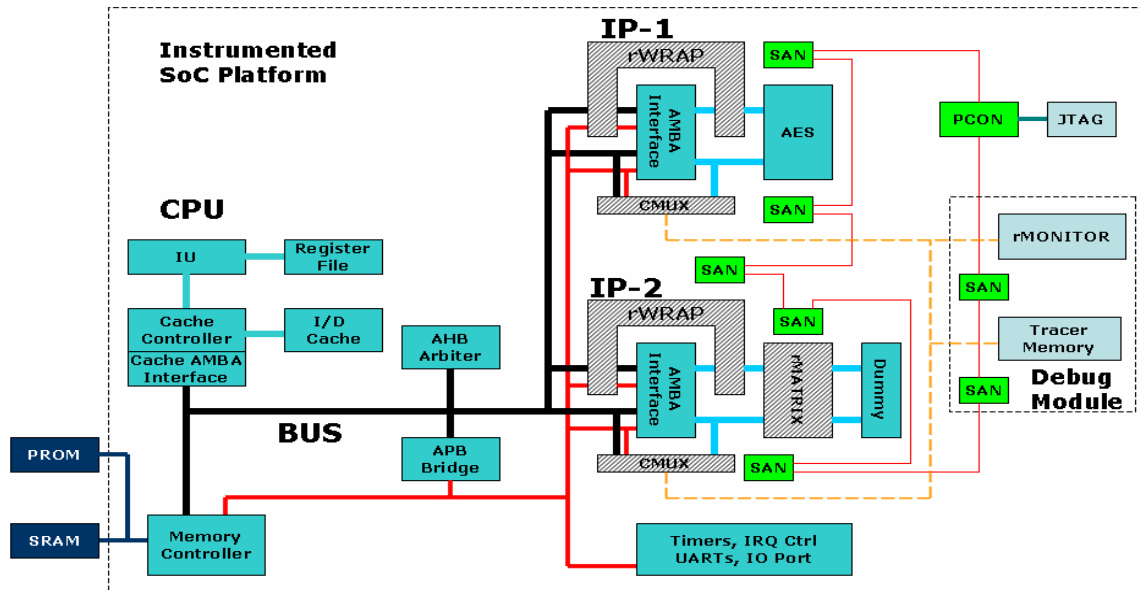 Instrumented
SoC Platform
IP-1
rWRAP
AMBA
Interface
AES
CMUX
SAN
SAN
SAN
PCON
JTAG
CPU
IU
Register
File
Cache
Controller
I/D
Cache
Cache AMBA
Interface
AHB
Arbiter
BUS
APB
Bridge
PROM
SRAM
Memory
Controller
IP-2
rWRAP
AMBA
Interface
rMATRIX
Dummy
CMUX
SAN
SAN
rMONITOR
SAN
Tracer
Memory
SAN
Debug
Module
Timers, IRQ Ctrl
UARTs, IO Port